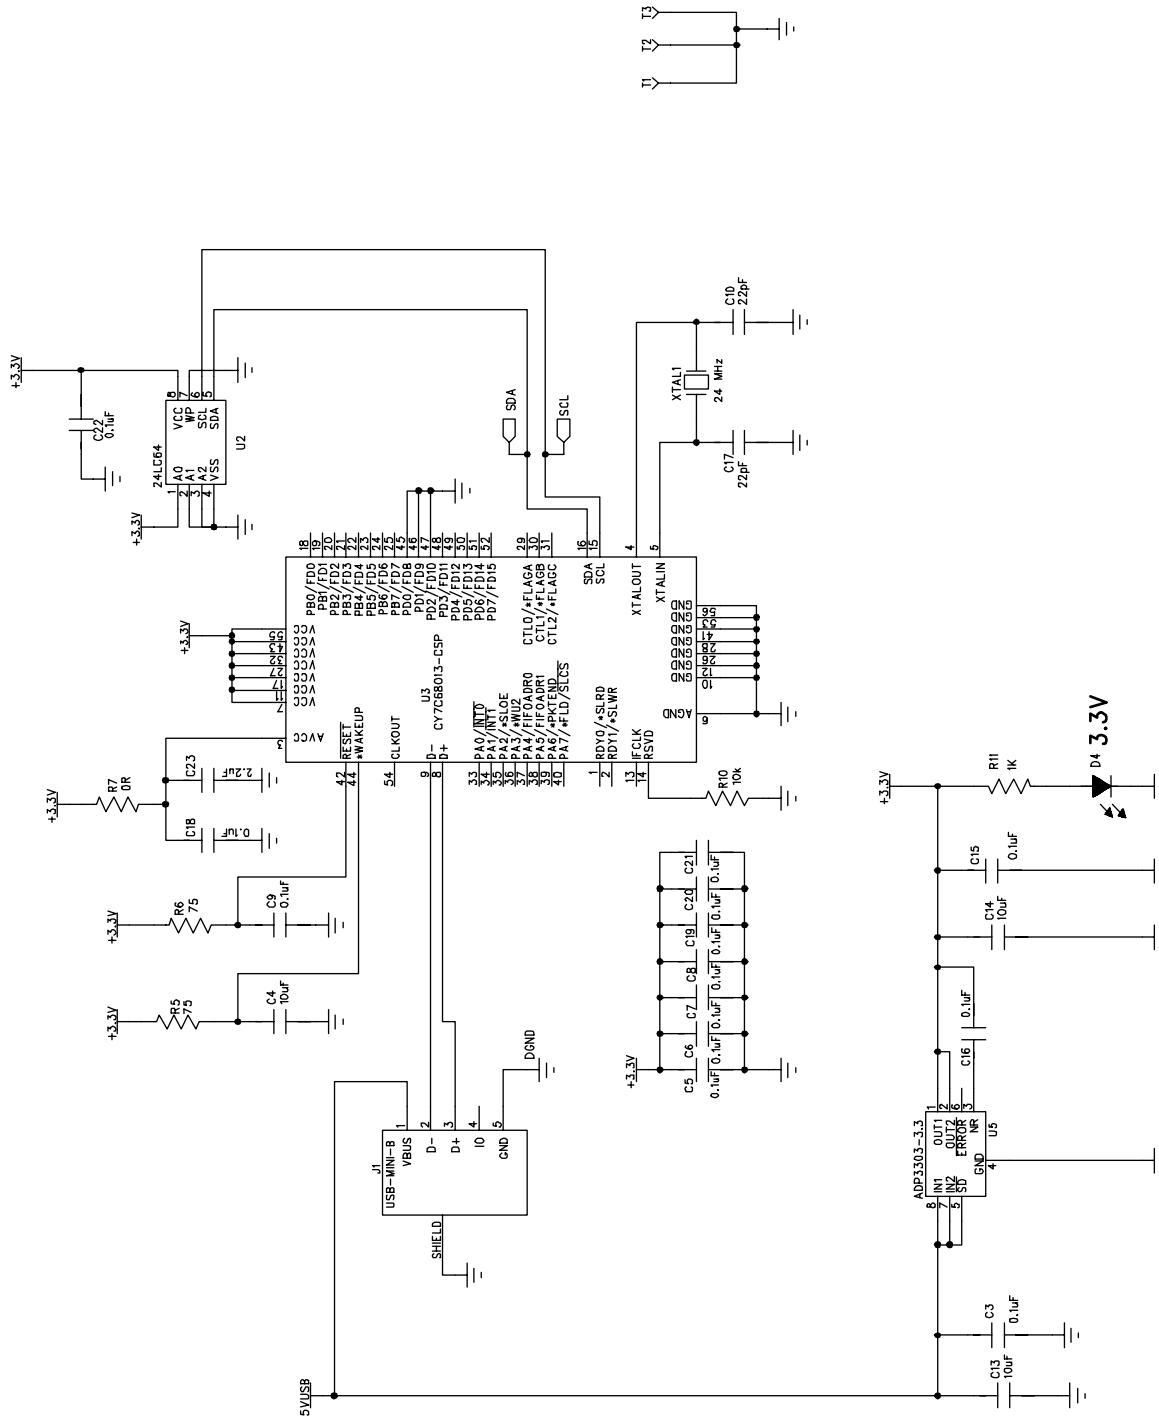 T1
T2
T3
+3.3V
C22
0.1uF
24LC64
1 A0
2 A1
3 A2
4 VSS
VCC 8
WP 7
SCL 6
SDA 5
U2
+3.3V
SDA
SCL
C10
22pF
XTAL1
24 MHz
C17
22pF
+3.3V
VCC 55
VCC 43
VCC 32
VCC 27
VCC 17
VCC 11
VCC 7
AVCC 3
U3
CY7C68013-CSP
PB0/FD0 18
PB1/FD1 19
PB2/FD2 20
PB3/FD3 21
PB4/FD4 22
PB5/FD5 23
PB6/FD6 24
PB7/FD7 25
PD0/FD8 45
PD1/FD9 46
PD2/FD10 47
PD3/FD11 48
PD4/FD12 49
PD5/FD13 50
PD6/FD14 51
PD7/FD15 52
CTL0/*FLAGA 29
CTL1/*FLAGB 30
CTL2/*FLAGC 31
SDA 16
SCL 15
XTALOUT 4
XTALIN 5
42 RESET
44 *WAKEUP
54 CLKOUT
9 D-
8 D+
33 PA0/INT0
34 PA1/INT1
35 PA2/*SLOE
36 PA3/*WU2
37 PA4/FIFOADR0
38 PA5/FIFOADR1
39 PA6/*PKTEND
40 PA7/*FLD/SLCS
1 RDY0/*SLRD
2 RDY1/*SLWR
13 IFCLK
14 RSVD
GND 56
GND 53
GND 41
GND 28
GND 26
GND 12
GND 10
AGND 6
+3.3V
R7
0R
C23
2.2uF
C18
0.1uF
+3.3V
R6
75
C9
0.1uF
+3.3V
R5
75
C4
10uF
R10
10k
+3.3V
C5
0.1uF
C6
0.1uF
C7
0.1uF
C8
0.1uF
C19
0.1uF
C20
0.1uF
C21
0.1uF
J1
USB-MINI-B
VBUS 1
D- 2
D+ 3
IO 4
GND 5
SHIELD
DGND
5VUSB
C13
10uF
C3
0.1uF
ADP3303-3.3
8 IN1
7 IN2
5 SD
OUT1 1
OUT2 2
ERROR 6
NR 3
GND 4
U5
C16
0.1uF
C14
10uF
C15
0.1uF
+3.3V
R11
1K
D4 3.3V